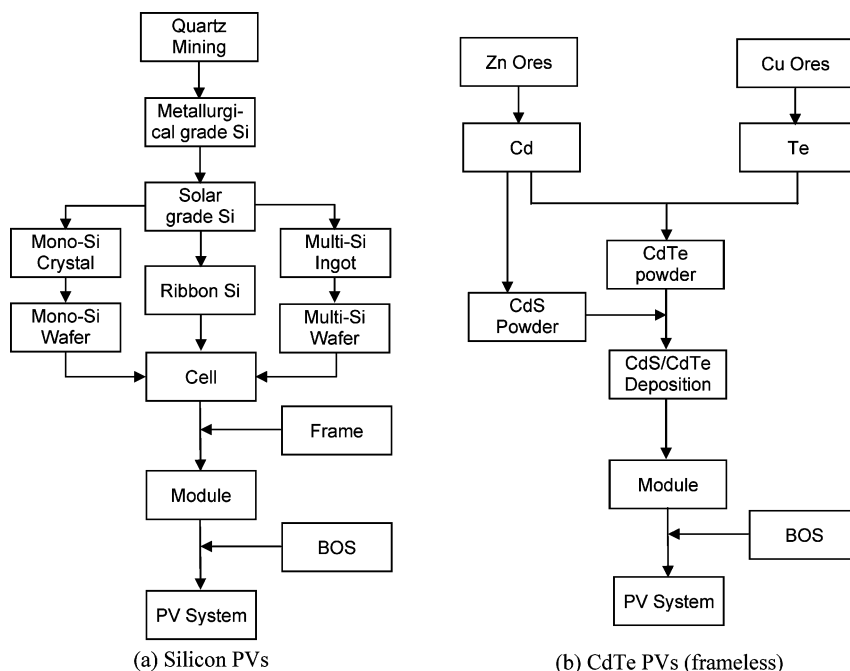 Quartz
Mining
Metallurgi-
cal grade Si
Solar
grade Si
Mono-Si
Crystal
Ribbon Si
Multi-Si
Ingot
Mono-Si
Wafer
Multi-Si
Wafer
Cell
Frame
Module
BOS
PV System
(a) Silicon PVs
Zn Ores
Cu Ores
Cd
Te
CdTe
powder
CdS
Powder
CdS/CdTe
Deposition
Module
BOS
PV System
(b) CdTe PVs (frameless)